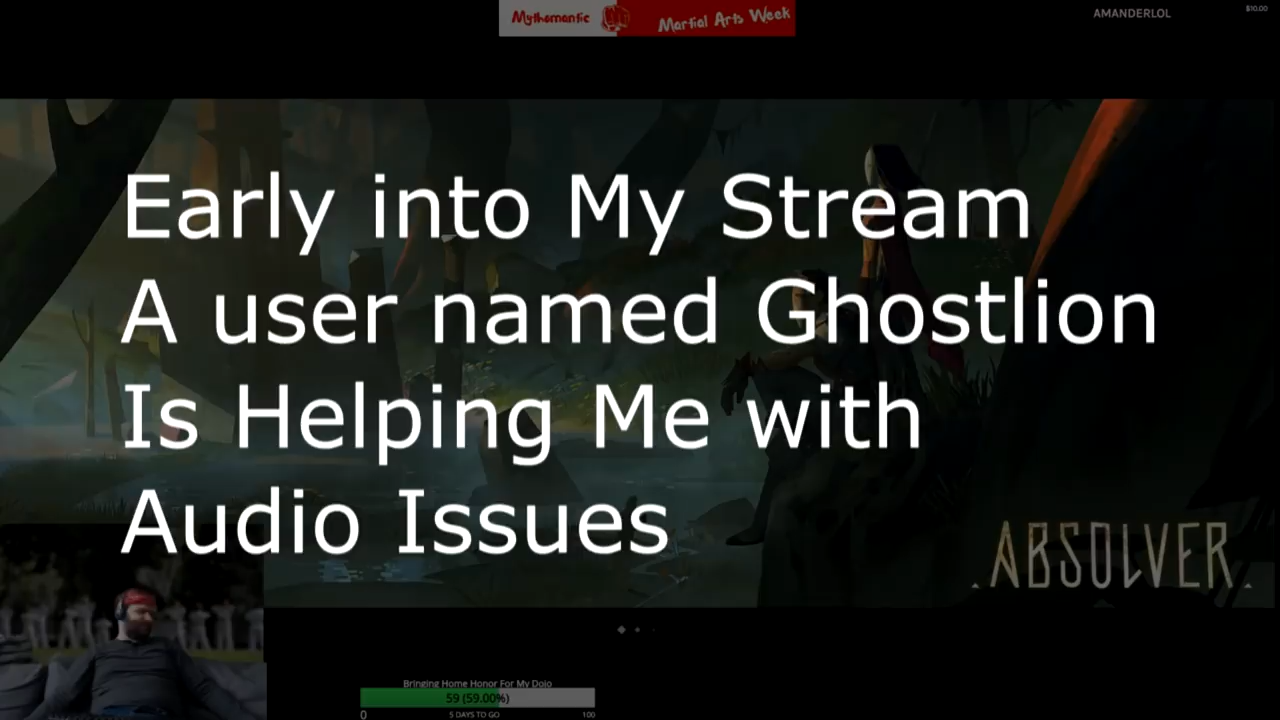 Mythomantic
Martial Arts Week
AMANDERLOL
$10.00
Early into My Stream
A user named Ghostlion
Is Helping Me with
Audio Issues
ABSOLVER
Bringing Home Honor For My Dojo
59 (59.00%)
0
5 DAYS TO GO
100